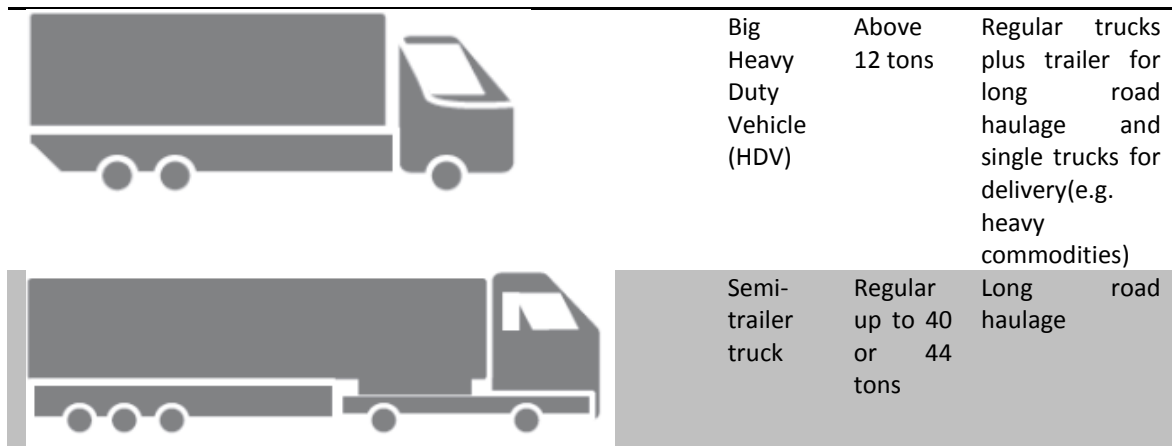 Big
Heavy
Duty
Vehicle
(HDV)
Above
12 tons
Regular trucks
plus trailer for
long road
haulage and
single trucks for
delivery(e.g.
heavy
commodities)
Semi-
trailer
truck
Regular
up to 40
or 44
tons
Long road
haulage